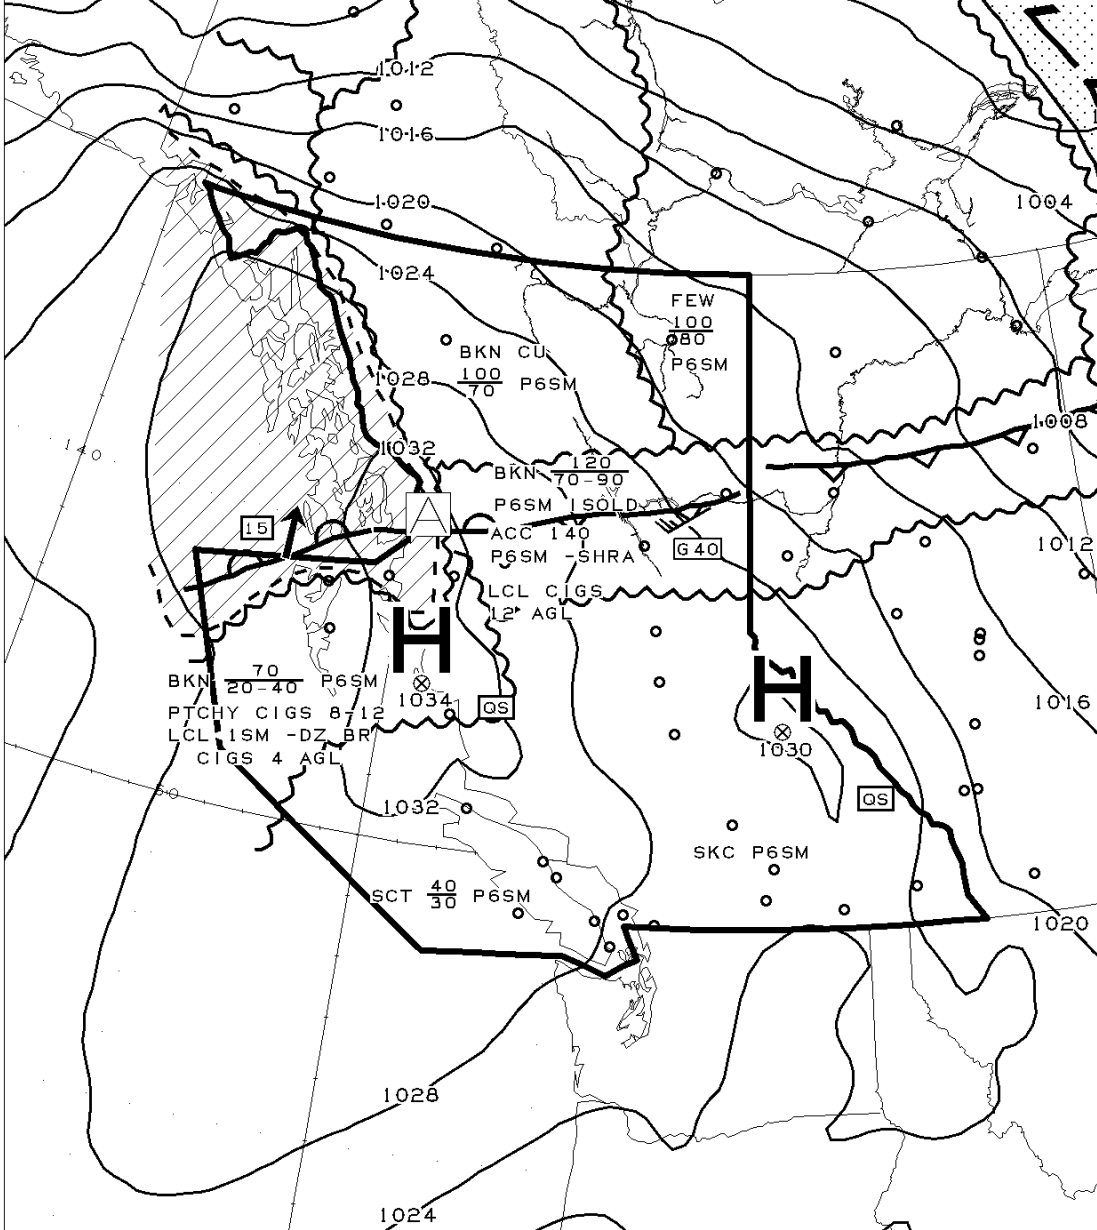 1012
1016
1020
1004
1024
FEW
100
80
P6SM
BKN CU
100
70 P6SM
1028
1008
1032
140
BKN 120
70-90
P6SM ISOLD
ACC 140
P6SM -SHRA
LCL CIGS
12 AGL
15
A
G40
1012
H
1034
QS
BKN 70
20-40 P6SM
PTCHY CIGS 8-12
LCL 1SM -DZ BR
CIGS 4 AGL
H
1030
1016
QS
50
1032
SKC P6SM
SCT 40
30 P6SM
1020
1028
1024